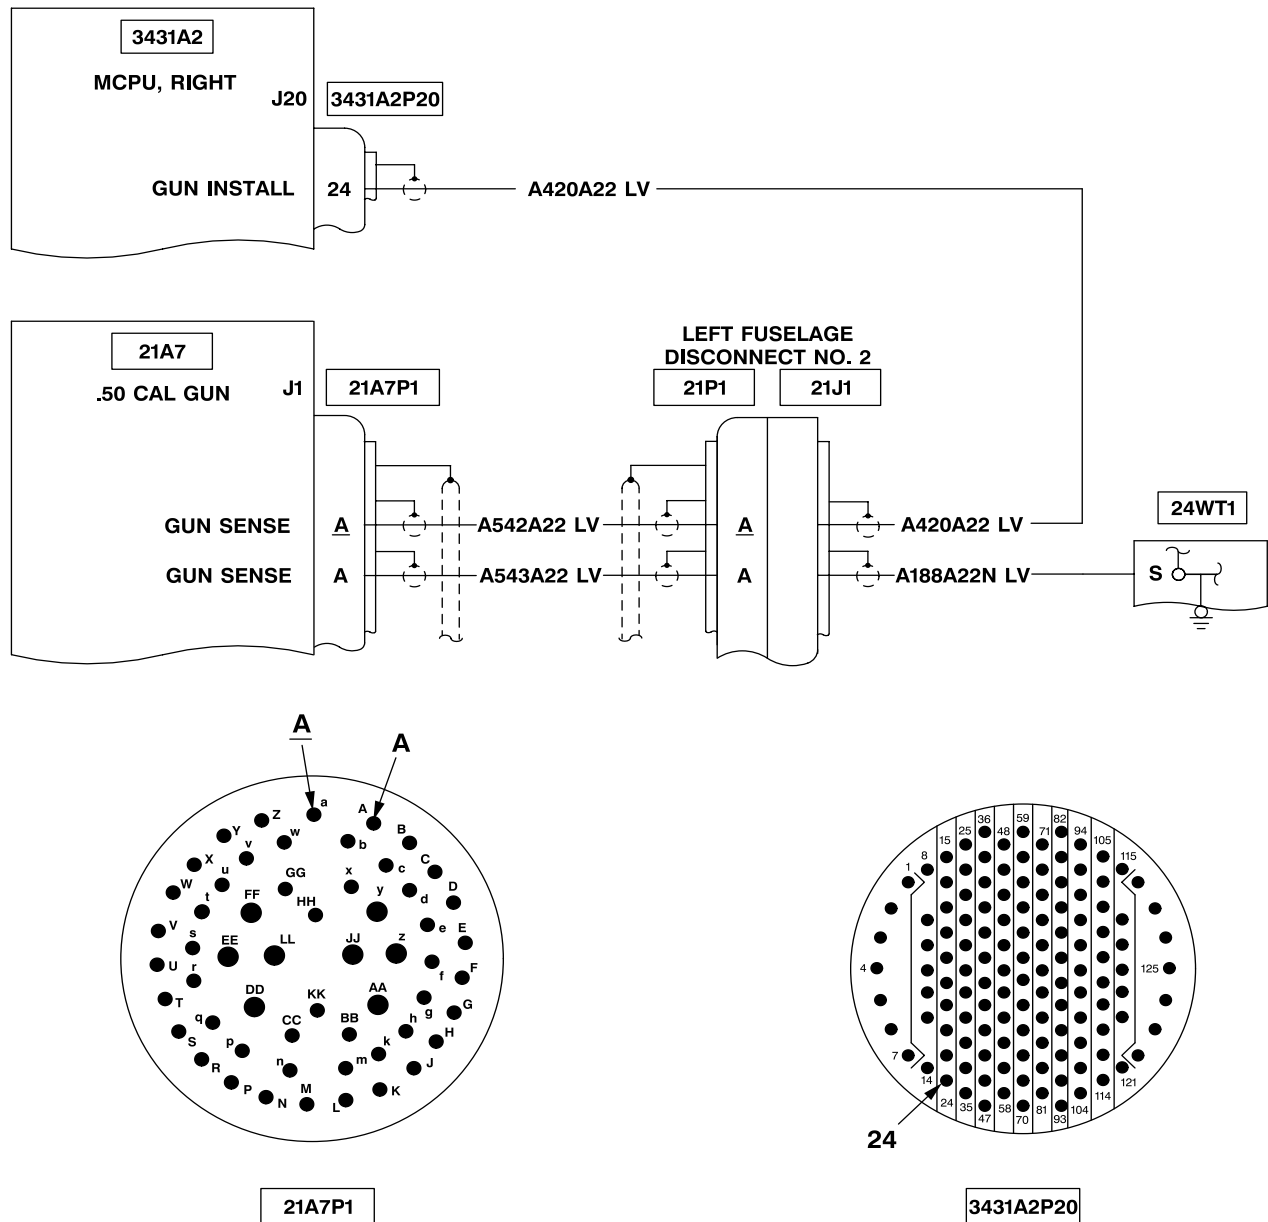 3431A2
MCPU, RIGHT
J20 3431A2P20
GUN INSTALL 24 A420A22 LV
LEFT FUSELAGE
DISCONNECT NO. 2
21A7
.50 CAL GUN
J1 21A7P1 21P1 21J1
24WT1
GUN SENSE A A542A22 LV A A420A22 LV
GUN SENSE A A543A22 LV A A188A22N LV S
A A
a A
Z B
Y w b C
X v c D
W u GG x d
t FF HH y E
V e
s EE LL JJ z F
U f
r DD KK AA G
T g
q CC BB h H
S p k J
R n m K
P N M L
21A7P1
36 59 82
15 25 48 71 94 105
1 8 115
4 125
7 14 121
24 35 58 81 104 114
47 70 93
24
3431A2P20